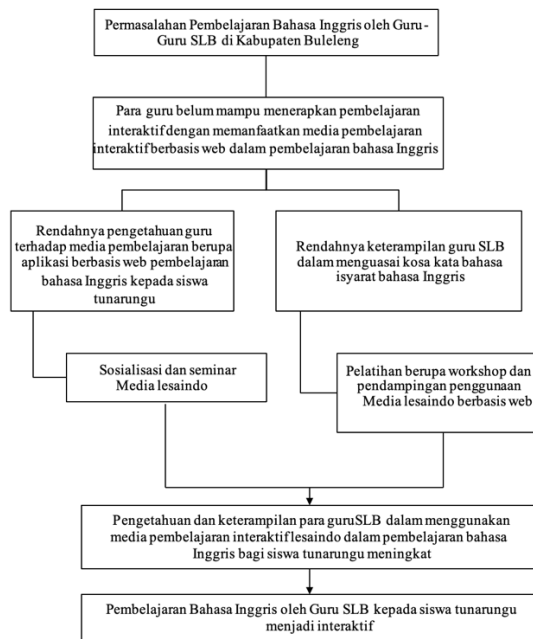 Permasalahan Pembelajaran Bahasa Inggris oleh Guru-
Guru SLB di Kabupaten Buleleng
Para guru belum mampu menerapkan pembelajaran
interaktif dengan memanfaatkan media pembelajaran
interaktif berbasis web dalam pembelajaran bahasa Inggris
Rendahnya pengetahuan guru
terhadap media pembelajaran berupa
aplikasi berbasis web pembelajaran
bahasa Inggris kepada siswa
tunarungu
Rendahnya keterampilan guru SLB
dalam menguasai kosa kata bahasa
isyarat bahasa Inggris
Sosialisasi dan seminar
Media lesaindo
Pelatihan berupa workshop dan
pendampingan penggunaan
Media lesaindo berbasis web
Pengetahuan dan keterampilan para guruSLB dalam menggunakan
media pembelajaran interaktif lesaindo dalam pembelajaran bahasa
Inggris bagi siswa tunarungu meningkat
Pembelajaran Bahasa Inggris oleh Guru SLB kepada siswa tunarungu
menjadi interaktif